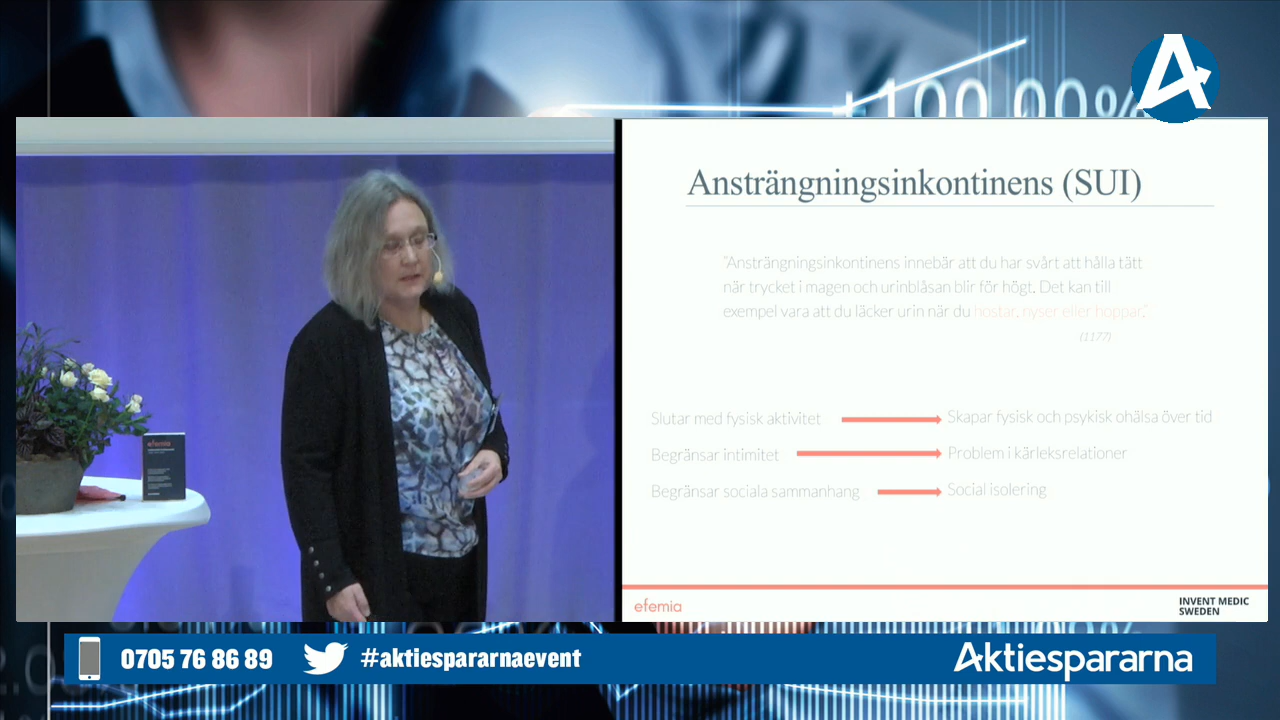 +100,00%
Ansträngningsinkontinens (SUI)
"Ansträngningsinkontinens innebär att du har svårt att hålla tätt
när trycket i magen och urinblåsan blir för högt. Det kan till
exempel vara att du läcker urin när du hostar, nyser eller hoppar."
(1177)
Slutar med fysisk aktivitet
Skapar fysisk och psykisk ohälsa över tid
Begränsar intimitet
Problem i kärleksrelationer
Begränsar sociala sammanhang
Social isolering
efemia
efemia
INVENT MEDIC
SWEDEN
0705 76 86 89
#aktiespararnaevent
Aktiespararna